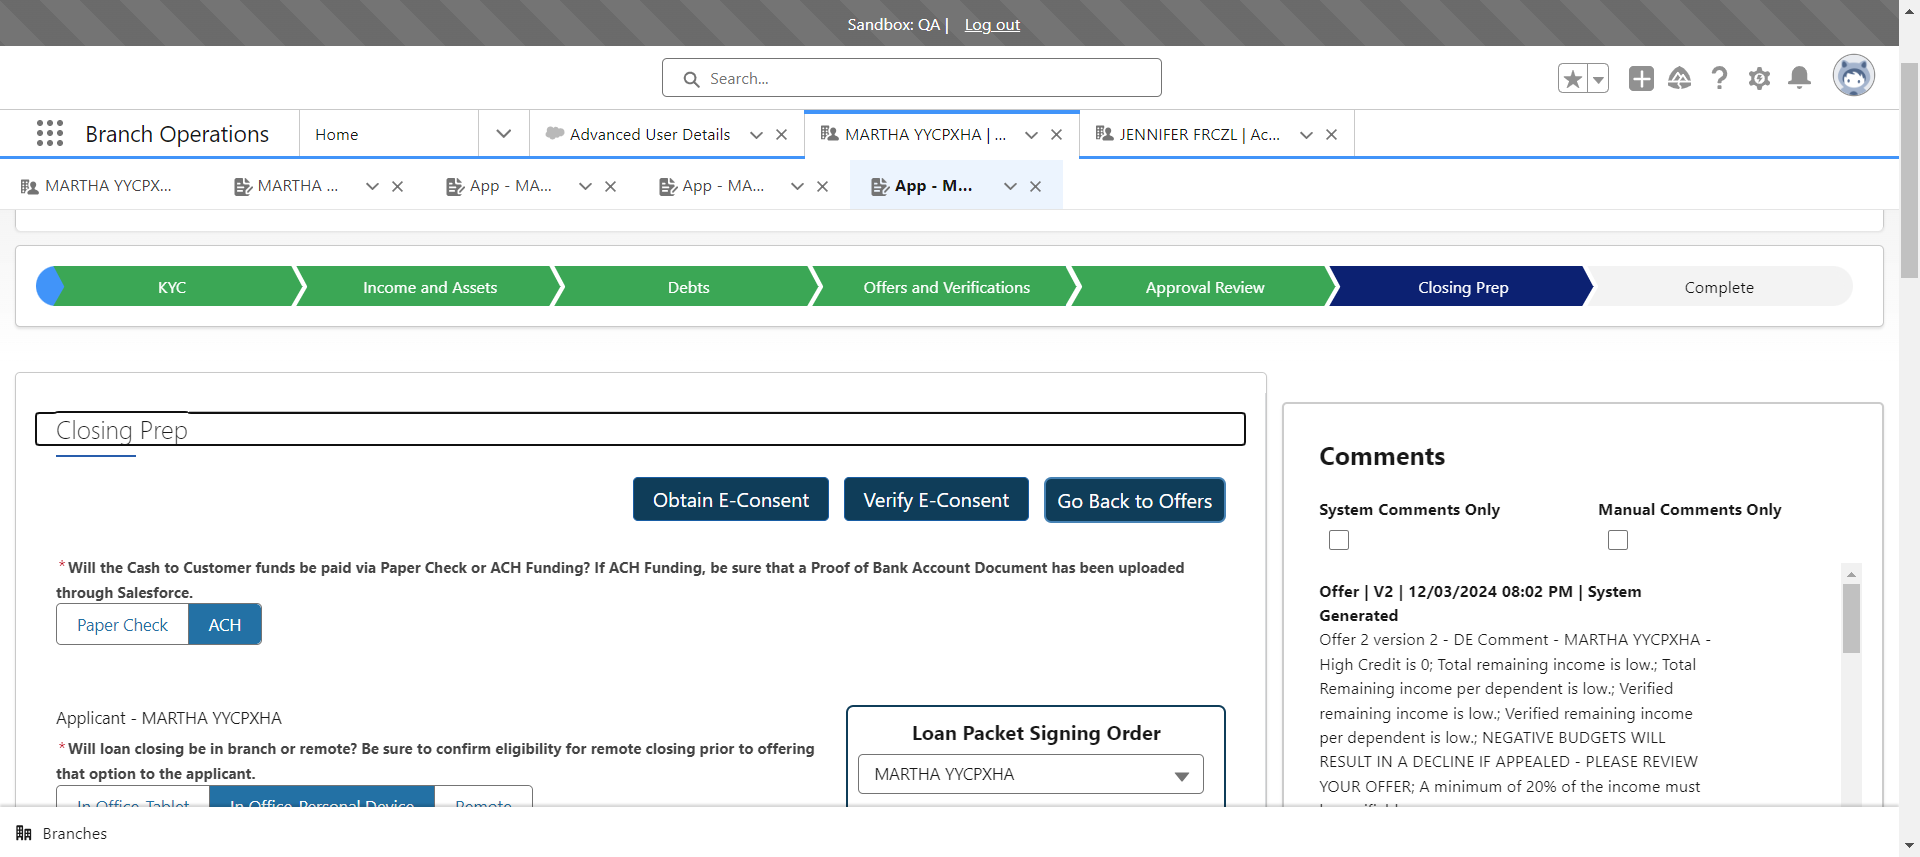 Sandbox: QA | Log out
Search...
Branch Operations
Home
Advanced User Details
MARTHA YYCPXHA | ...
JENNIFER FRCZL | Ac...
MARTHA YYCPX...
MARTHA ...
App - MA...
App - MA...
App - M...
KYC
Income and Assets
Debts
Offers and Verifications
Approval Review
Closing Prep
Complete
Closing Prep
Obtain E-Consent
Verify E-Consent
Go Back to Offers
*Will the Cash to Customer funds be paid via Paper Check or ACH Funding? If ACH Funding, be sure that a Proof of Bank Account Document has been uploaded
through Salesforce.
Paper Check
ACH
Applicant - MARTHA YYCPXHA
*Will loan closing be in branch or remote? Be sure to confirm eligibility for remote closing prior to offering
that option to the applicant.
In Office-Tablet
In Office-Personal Device
Remote
Loan Packet Signing Order
MARTHA YYCPXHA
Comments
System Comments Only
Manual Comments Only
Offer | V2 | 12/03/2024 08:02 PM | System
Generated
Offer 2 version 2 - DE Comment - MARTHA YYCPXHA -
High Credit is 0; Total remaining income is low.; Total
Remaining income per dependent is low.; Verified
remaining income is low.; Verified remaining income
per dependent is low.; NEGATIVE BUDGETS WILL
RESULT IN A DECLINE IF APPEALED - PLEASE REVIEW
YOUR OFFER; A minimum of 20% of the income must
Branches